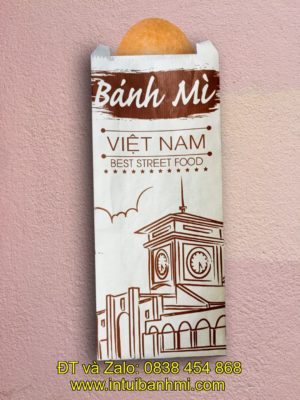 Bánh Mì
VIỆT NAM
BEST STREET FOOD
ĐT và Zalo: 0838 454 868
www.intuibanhmi.com